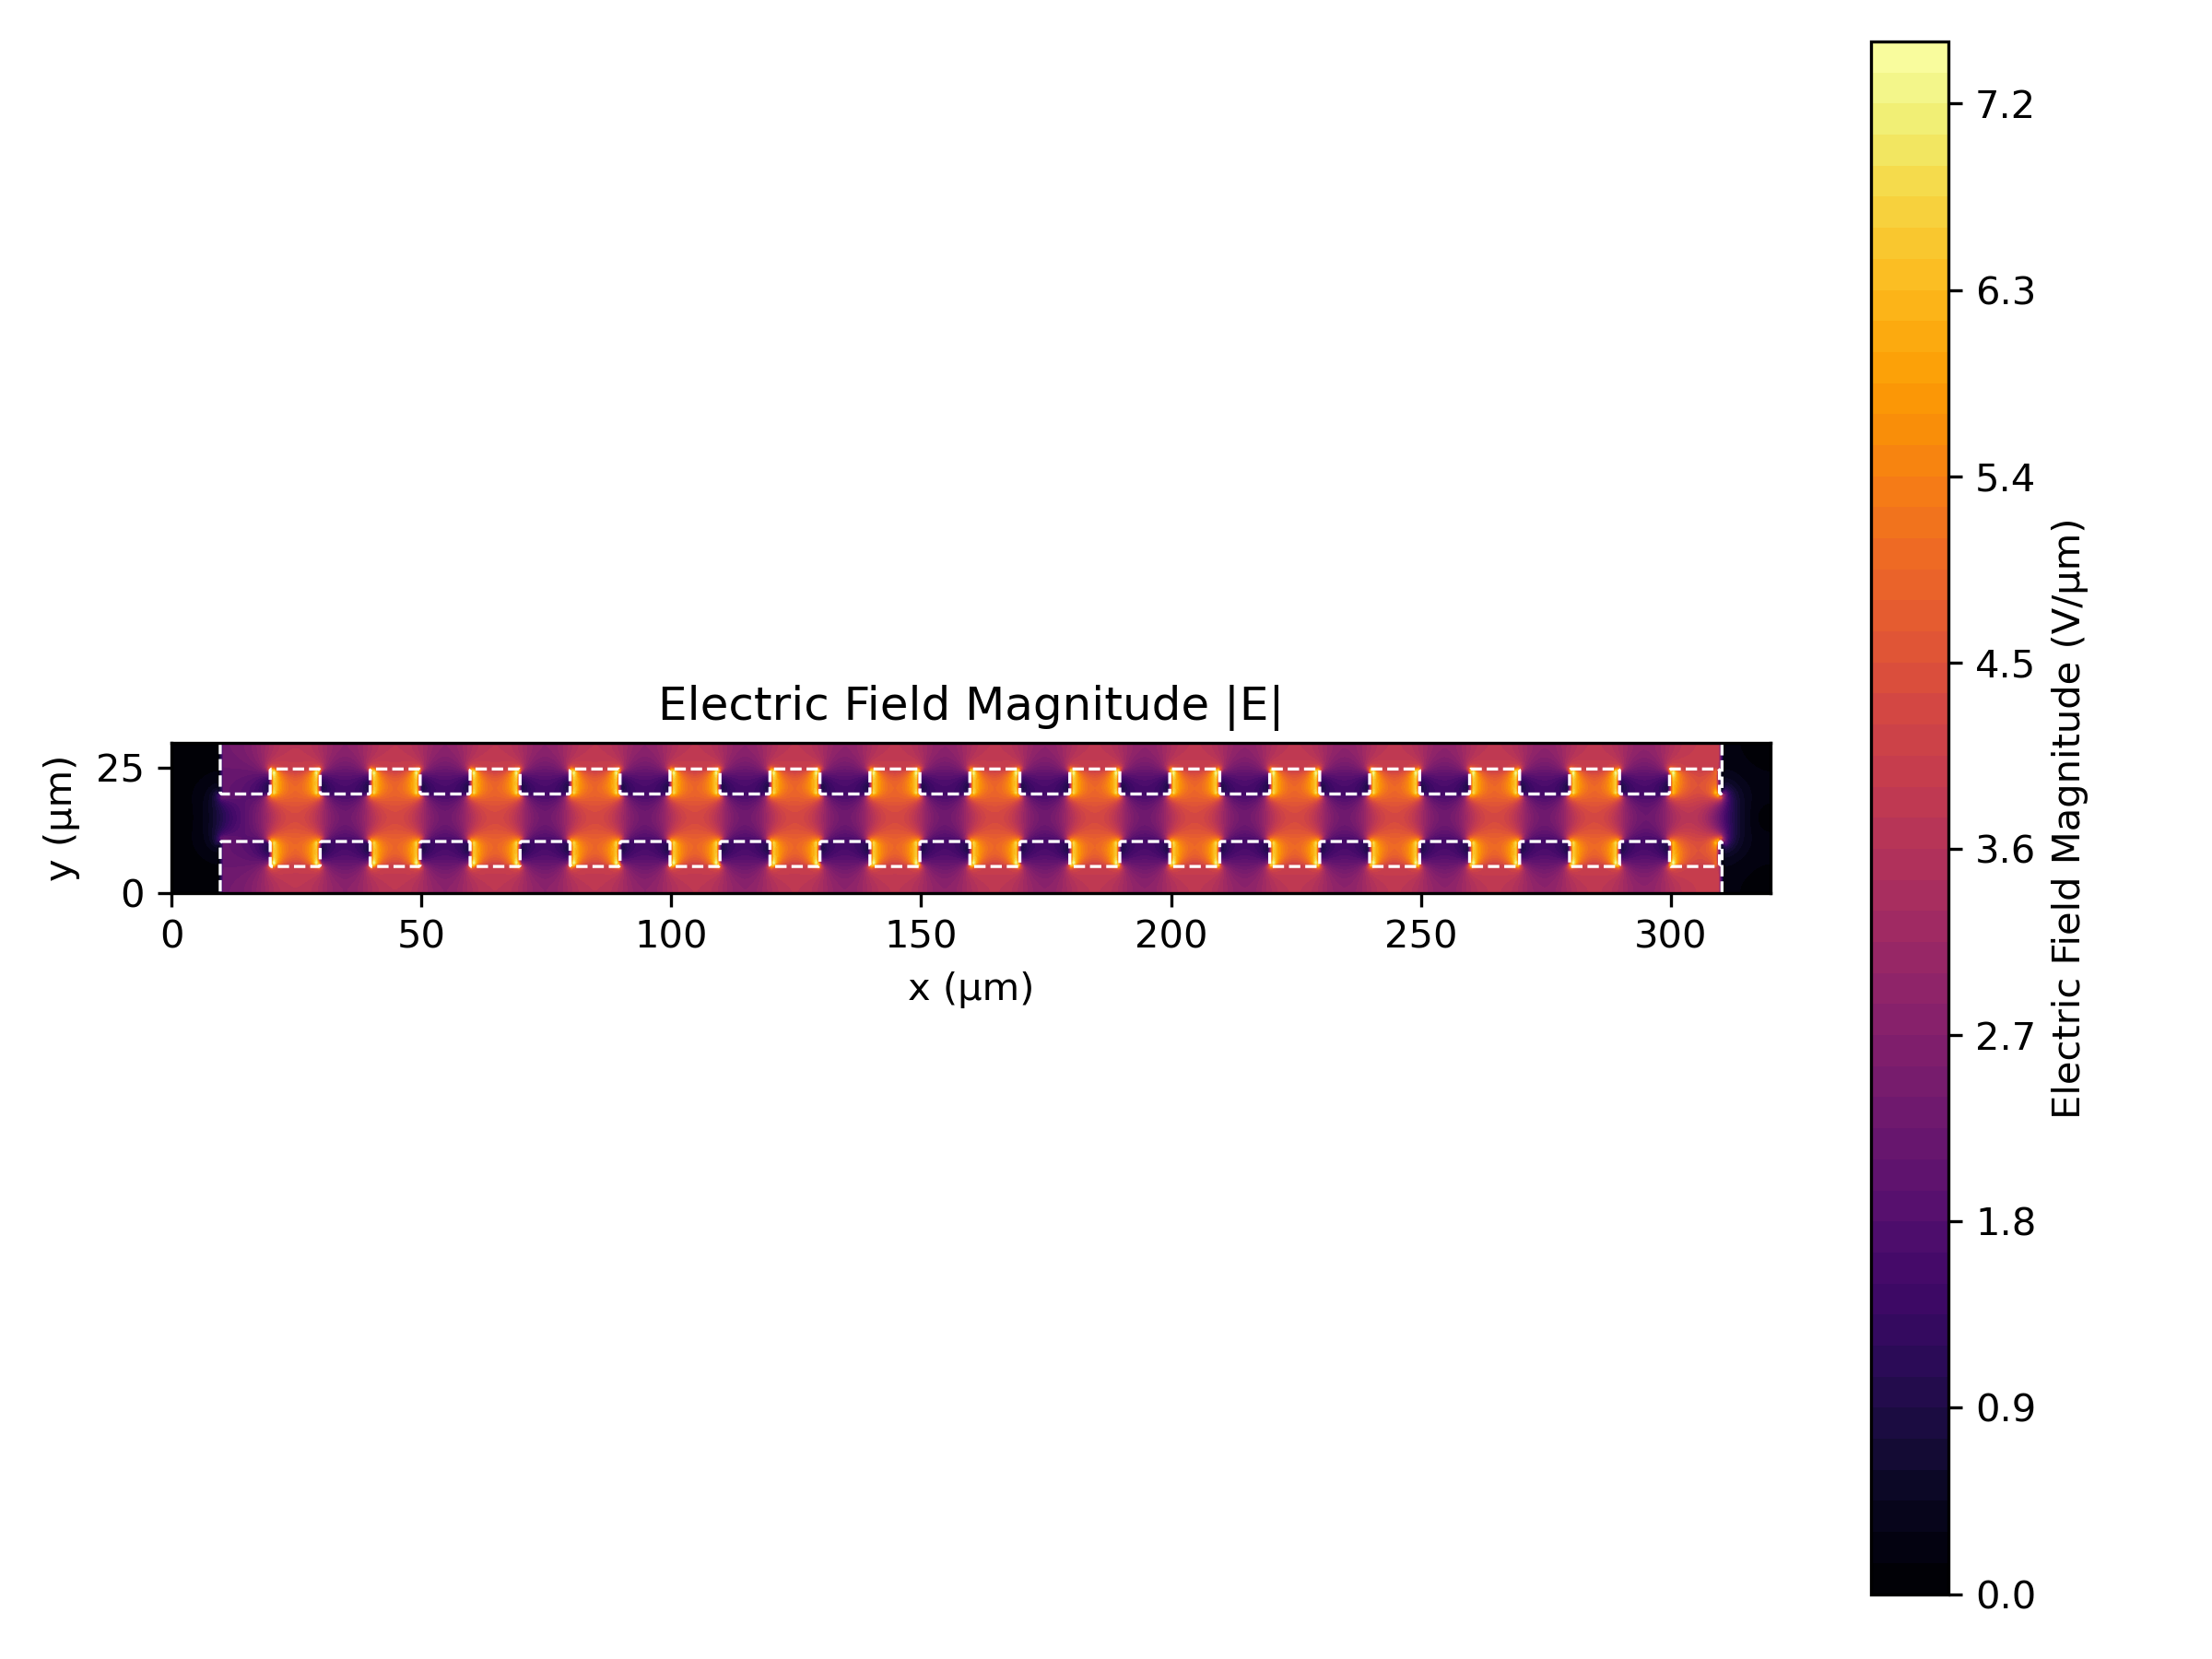 Electric Field Magnitude |E|
y (μm)
25
0
0 50 100 150 200 250 300
x (μm)
7.2
6.3
5.4
4.5
3.6
2.7
1.8
0.9
0.0
Electric Field Magnitude (V/μm)